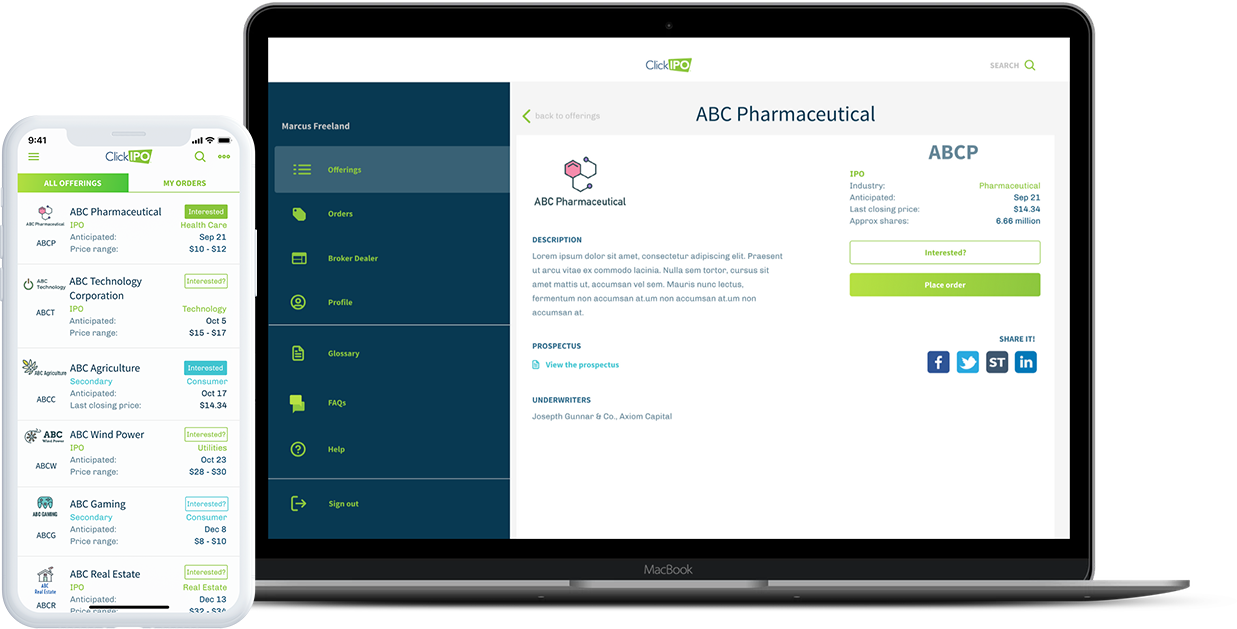 9:41
ClickIPO
ALL OFFERINGS MY ORDERS
ABC Pharmaceutical
ABC Pharmaceutical Interested
IPO Health Care
ABCP
Anticipated: Sep 21
Price range: $10 - $12
ABC Technology
ABC Technology Corporation Interested?
ABCT
IPO Technology
Anticipated: Oct 5
Price range: $15 - $17
ABC Agriculture
ABC Agriculture Interested
Secondary Consumer
ABCC
Anticipated: Oct 17
Last closing price: $14.34
ABC Wind Power
ABC Wind Power Interested?
IPO Utilities
ABCW
Anticipated: Oct 23
Price range: $28 - $30
ABC GAMING
ABC Gaming Interested?
Secondary Consumer
ABCG
Anticipated: Dec 8
Price range: $8 - $10
ABC Real Estate
ABC Real Estate Interested?
IPO Real Estate
ABCR
Anticipated: Dec 13
Price range: $32 - $34
ClickIPO
SEARCH
Marcus Freeland
Offerings
Orders
Broker Dealer
Profile
Glossary
FAQs
Help
Sign out
back to offerings
ABC Pharmaceutical
ABC Pharmaceutical
DESCRIPTION
Lorem ipsum dolor sit amet, consectetur adipiscing elit. Praesent
ut arcu vitae ex commodo lacinia. Nulla sem tortor, cursus sit
amet mattis ut, accumsan vel sem. Mauris nunc lectus,
fermentum non accumsan at.um non accumsan at.um non
accumsan at.
PROSPECTUS
View the prospectus
UNDERWRITERS
Josepth Gunnar & Co., Axiom Capital
ABCP
IPO
Industry: Pharmaceutical
Anticipated: Sep 21
Last closing price: $14.34
Approx shares: 6.66 million
Interested?
Place order
SHARE IT!
f ST in
MacBook